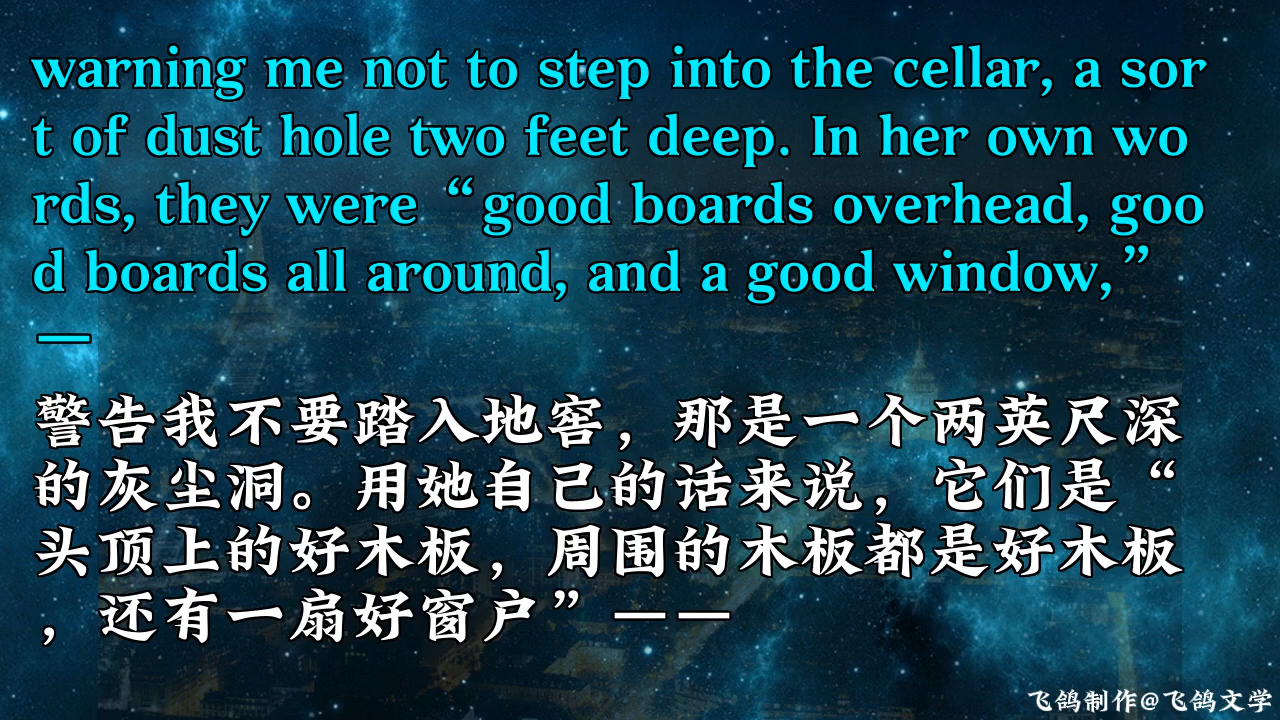 warning me not to step into the cellar, a sor
t of dust hole two feet deep. In her own wo
rds, they were “good boards overhead, goo
d boards all around, and a good window,”
—
警告我不要踏入地窖，那是一个两英尺深
的灰尘洞。用她自己的话来说，它们是“
头顶上的好木板，周围的木板都是好木板
，还有一扇好窗户”——
飞鸽制作@飞鸽文学